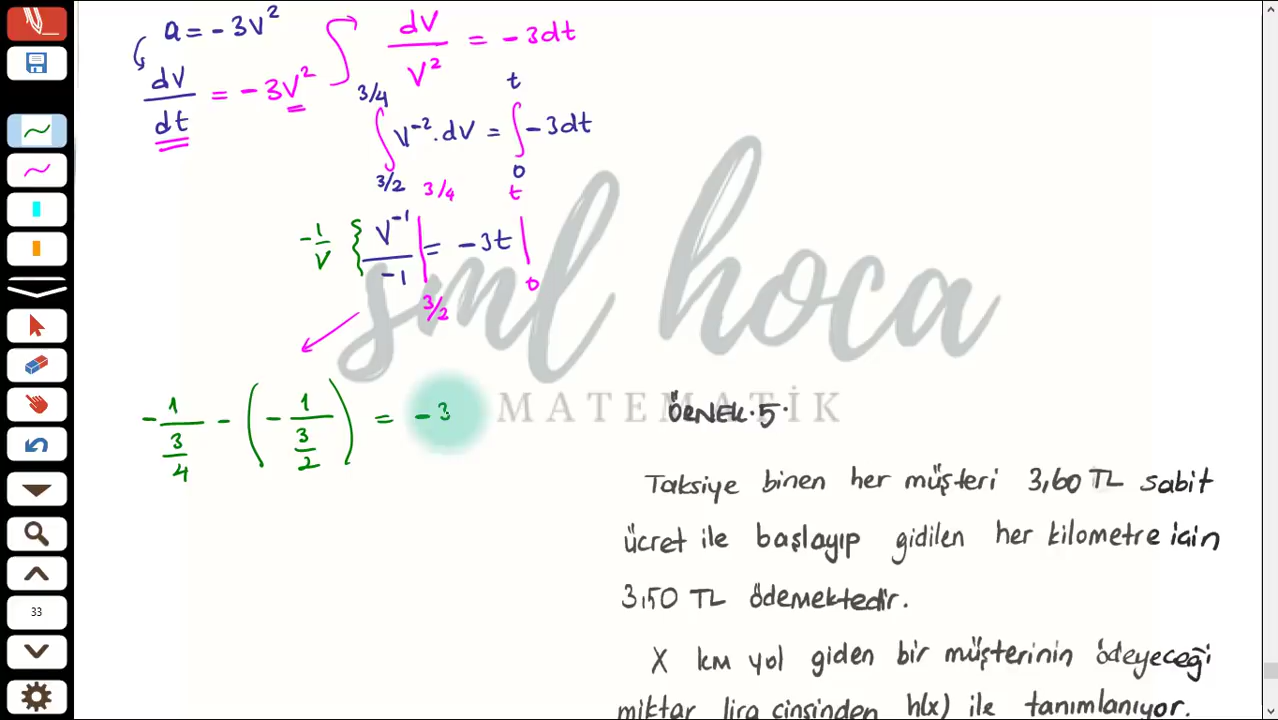 a = -3V²
dV/dt = -3V²
∫ dV/V² = -3dt
∫ 3/2 3/4 V⁻².dV = ∫ 0 t -3dt
-1/V { V⁻¹/-1 | 3/2 3/4 = -3t | 0 t
-1/(3/4) - (-1/(3/2)) = -3
sml hoca
MATEMATİK
ÖRNEK.5.
Taksiye binen her müşteri 3,60 TL sabit
ücret ile başlayıp gidilen her kilometre için
3,50 TL ödemektedir.
X km yol giden bir müşterinin ödeyeceği
miktar lira cinsinden h(x) ile tanımlanıyor.
33